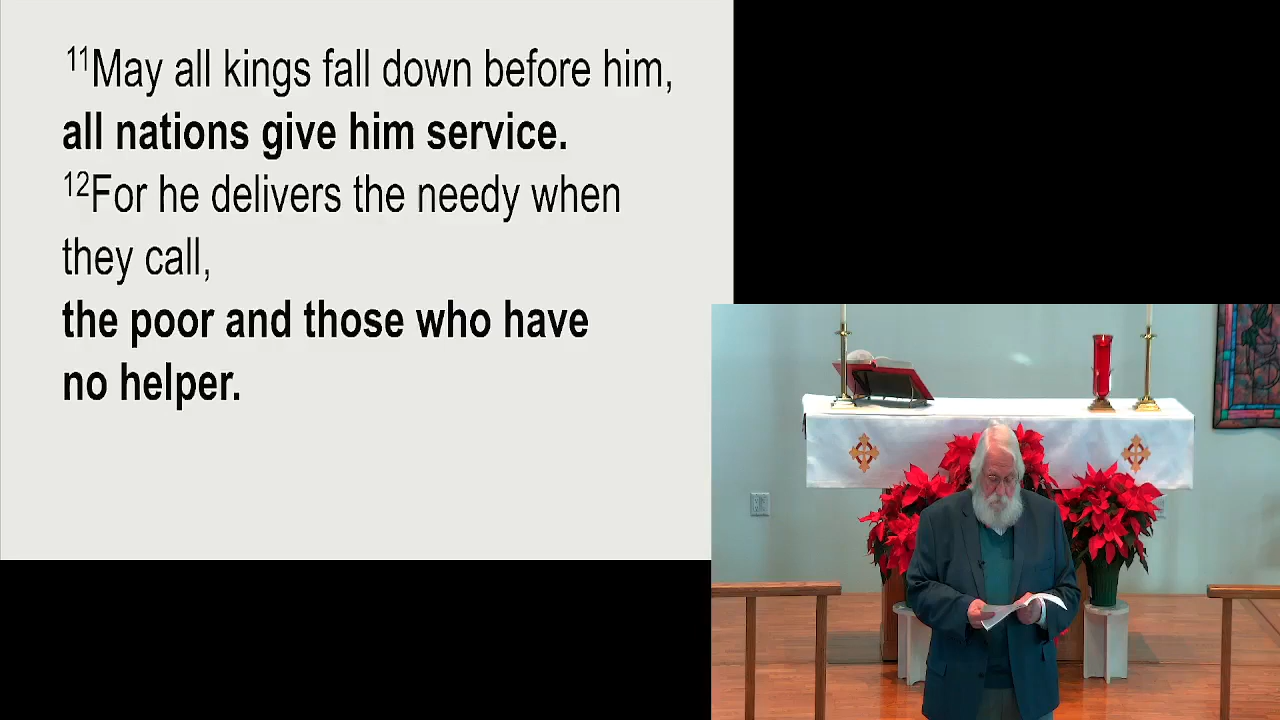 ¹¹May all kings fall down before him,
all nations give him service.
¹²For he delivers the needy when
they call,
the poor and those who have
no helper.